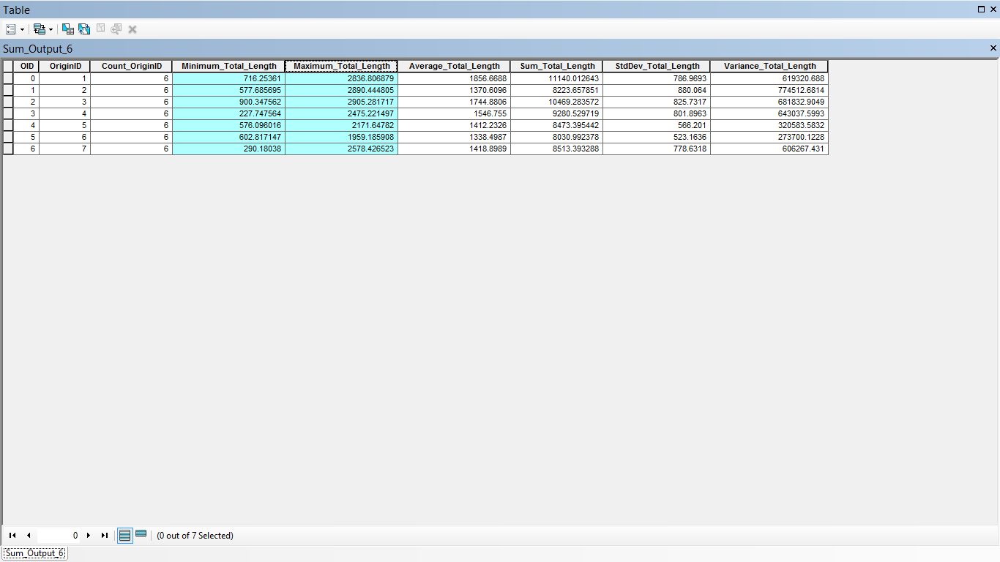 Table
Sum_Output_6
OID OriginID Count_OriginID Minimum_Total_Length Maximum_Total_Length Average_Total_Length Sum_Total_Length StdDev_Total_Length Variance_Total_Length
0 1 6 716.25361 2836.806879 1856.6688 11140.012643 786.9693 619320.688
1 2 6 577.685695 2890.444805 1370.6096 8223.657851 880.064 774512.6814
2 3 6 900.347562 2905.281717 1744.8806 10469.283572 825.7317 681832.9049
3 4 6 227.747564 2475.221497 1546.755 9280.529719 801.8963 643037.5993
4 5 6 576.096016 2171.64782 1412.2326 8473.395442 566.201 320583.5832
5 6 6 602.817147 1959.185908 1338.4987 8030.992378 523.1636 273700.1228
6 7 6 290.18038 2578.426523 1418.8989 8513.393288 778.6318 606267.431
0 (0 out of 7 Selected)
Sum_Output_6